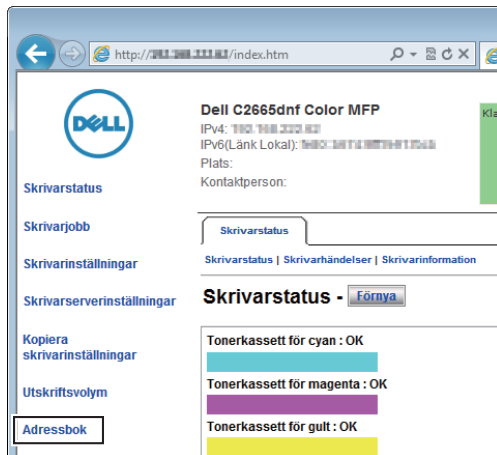 http:// /index.htm
DELL
Dell C2665dnf Color MFP
IPv4:
IPv6(Länk Lokal):
Plats:
Kontaktperson:
Kla
Skrivarstatus
Skrivarjobb
Skrivarinställningar
Skrivarserverinställningar
Kopiera
skrivarinställningar
Utskriftsvolym
Adressbok
Skrivarstatus
Skrivarstatus | Skrivarhändelser | Skrivarinformation
Skrivarstatus - Förnya
Tonerkassett för cyan : OK
Tonerkassett för magenta : OK
Tonerkassett för gult : OK